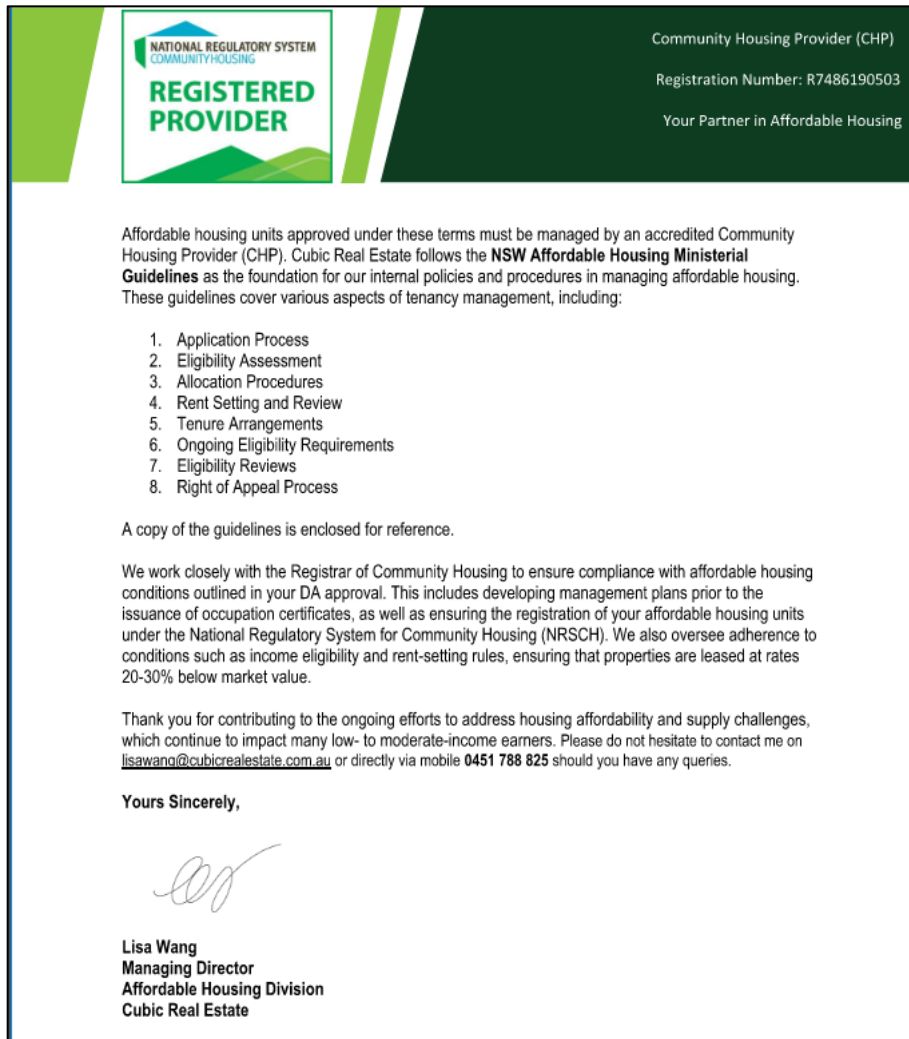 NATIONAL REGULATORY SYSTEM
COMMUNITY HOUSING
REGISTERED
PROVIDER
Community Housing Provider (CHP)
Registration Number: R7486190503
Your Partner in Affordable Housing
Affordable housing units approved under these terms must be managed by an accredited Community
Housing Provider (CHP). Cubic Real Estate follows the NSW Affordable Housing Ministerial
Guidelines as the foundation for our internal policies and procedures in managing affordable housing.
These guidelines cover various aspects of tenancy management, including:
1. Application Process
2. Eligibility Assessment
3. Allocation Procedures
4. Rent Setting and Review
5. Tenure Arrangements
6. Ongoing Eligibility Requirements
7. Eligibility Reviews
8. Right of Appeal Process
A copy of the guidelines is enclosed for reference.
We work closely with the Registrar of Community Housing to ensure compliance with affordable housing
conditions outlined in your DA approval. This includes developing management plans prior to the
issuance of occupation certificates, as well as ensuring the registration of your affordable housing units
under the National Regulatory System for Community Housing (NRSCH). We also oversee adherence to
conditions such as income eligibility and rent-setting rules, ensuring that properties are leased at rates
20-30% below market value.
Thank you for contributing to the ongoing efforts to address housing affordability and supply challenges,
which continue to impact many low- to moderate-income earners. Please do not hesitate to contact me on
lisawang@cubicrealestate.com.au or directly via mobile 0451 788 825 should you have any queries.
Yours Sincerely,
Lisa Wang
Managing Director
Affordable Housing Division
Cubic Real Estate